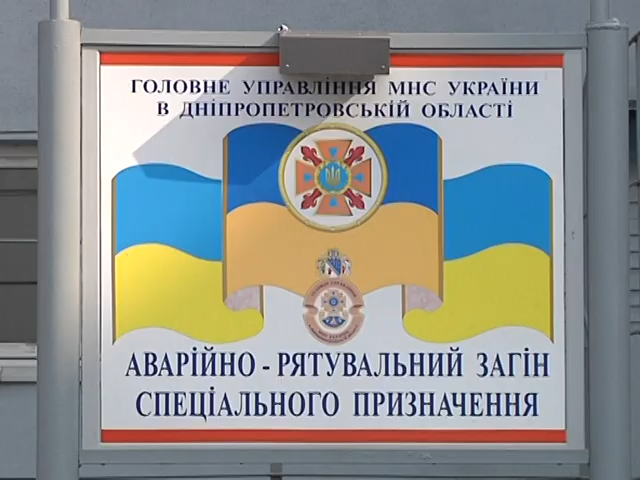 ГОЛОВНЕ УПРАВЛІННЯ МНС УКРАЇНИ
В ДНІПРОПЕТРОВСЬКІЙ ОБЛАСТІ
АВАРІЙНО - РЯТУВАЛЬНИЙ ЗАГІН
СПЕЦІАЛЬНОГО ПРИЗНАЧЕННЯ